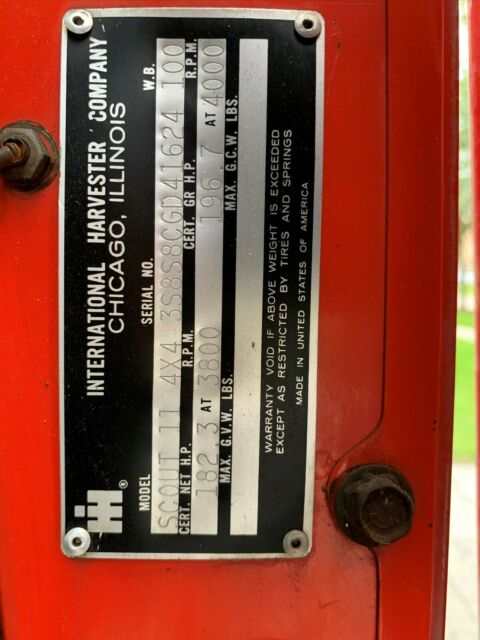 INTERNATIONAL HARVESTER COMPANY
CHICAGO, ILLINOIS
IH®
MODEL SERIAL NO. W.B.
SCOUT 11 4X4 3S8S8CGD41624 100
CERT. NET H.P. R.P.M. CERT. GR H.P. R.P.M.
182.3 AT 3800 196.7 AT 4000
MAX. G.V.W. LBS. MAX. G.C.W. LBS.
WARRANTY VOID IF ABOVE WEIGHT IS EXCEEDED
EXCEPT AS RESTRICTED BY TIRES AND SPRINGS
MADE IN UNITED STATES OF AMERICA